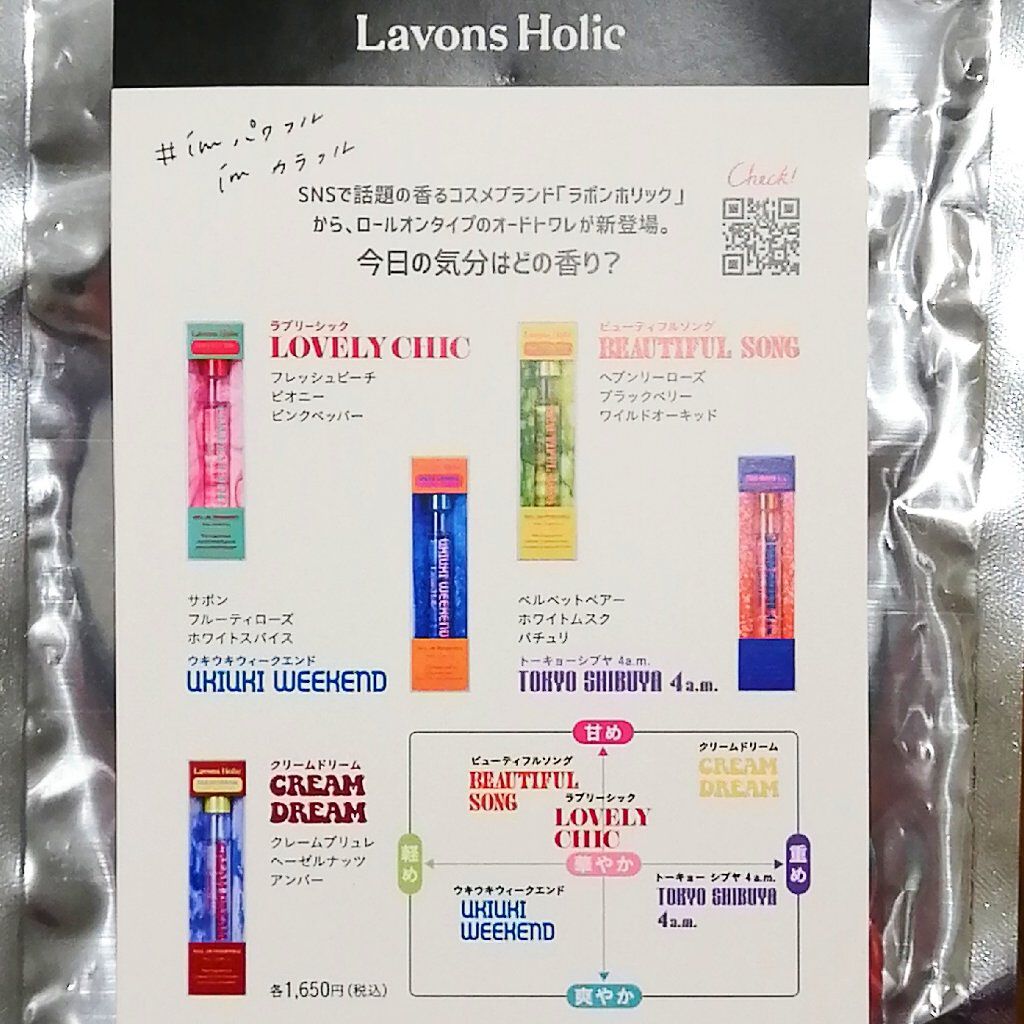 Lavons Holic
#imパワフル
imカラフル
Check!
SNSで話題の香るコスメブランド「ラボンホリック」
から、ロールオンタイプのオードトワレが新登場。
今日の気分はどの香り?
ラブリーシック
LOVELY CHIC
フレッシュピーチ
ピオニー
ピンクペッパー
ビューティフルソング
BEAUTIFUL SONG
ヘブンリーローズ
ブラックベリー
ワイルドオーキッド
サボン
フルーティローズ
ホワイトスパイス
ウキウキウィークエンド
UKIUKI WEEKEND
UKIUKI WEEKEND
ベルベットペアー
ホワイトムスク
パチュリ
トーキョーシブヤ 4a.m.
TOKYO SHIBUYA 4a.m.
Lavons Holic
クリームドリーム
CREAM
DREAM
クレームブリュレ
ヘーゼルナッツ
アンバー
各1,650円(税込)
甘め
ビューティフルソング
BEAUTIFUL
SONG
クリームドリーム
CREAM
DREAM
ラブリーシック
LOVELY
CHIC
軽め
華やか
重め
ウキウキウィークエンド
UKIUKI
WEEKEND
トーキョー シブヤ 4a.m.
TOKYO SHIBUYA
4a.m.
爽やか